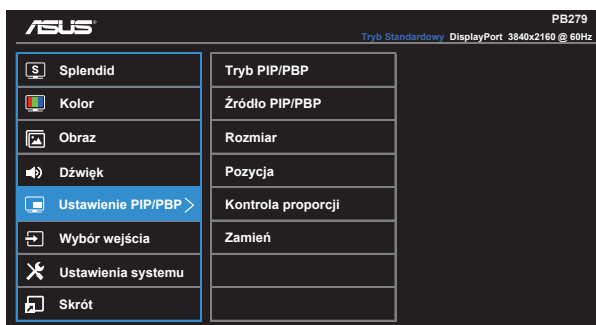 ASUS
PB279
Tryb Standardowy DisplayPort 3840x2160 @ 60Hz
S Splendid
Kolor
Obraz
Dźwięk
Ustawienie PIP/PBP
Wybór wejścia
Ustawienia systemu
Skrót
Tryb PIP/PBP
Źródło PIP/PBP
Rozmiar
Pozycja
Kontrola proporcji
Zamień